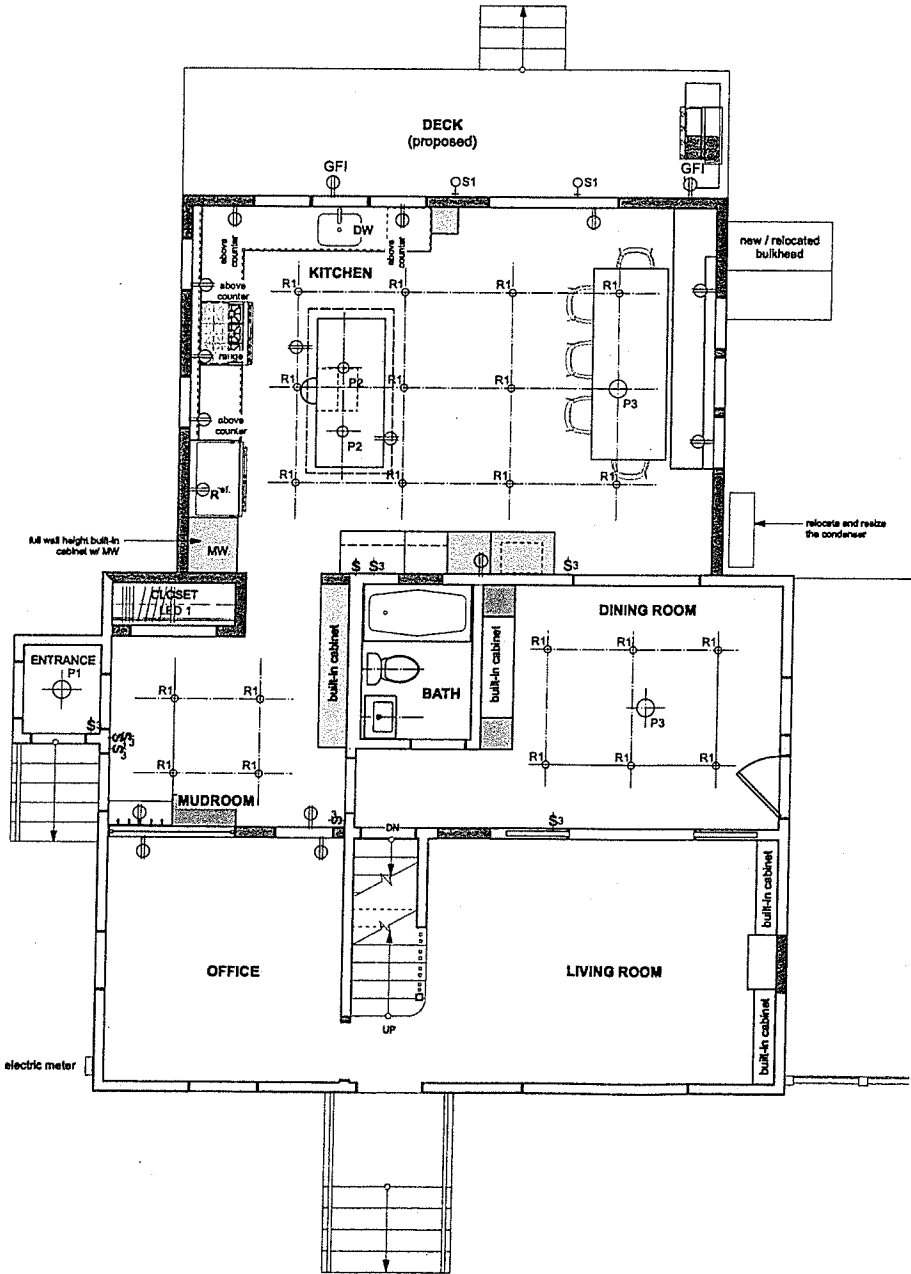 DECK
(proposed)
GFI
S1
S1
GFI
DW
above
counter
above
counter
KITCHEN
new / relocated
bulkhead
above
counter
R1
R1
R1
R1
range
R1
P2
R1
R1
P3
above
counter
P2
R1
R1
R1
R1
Ref.
full wall height built-in
cabinet w/ MW
MW
relocate and resize
the condenser
$
$3
$3
CLOSET
LED 1
DINING ROOM
ENTRANCE
P1
built-in cabinet
BATH
built-in cabinet
R1
R1
R1
R1
R1
P3
$3
$3
R1
R1
R1
R1
R1
MUDROOM
$3
DN
$3
built-in cabinet
OFFICE
LIVING ROOM
UP
built-in cabinet
electric meter